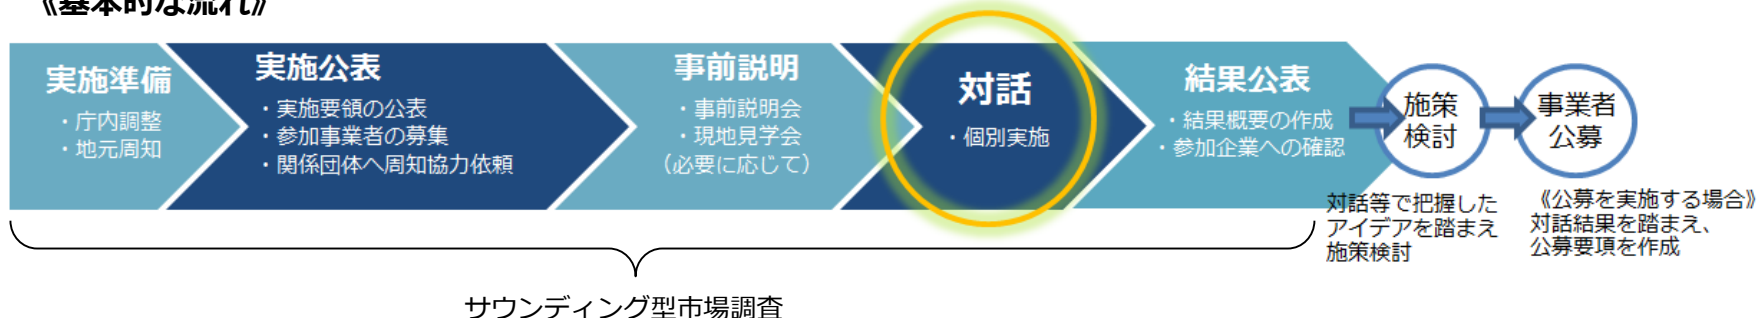 《基本的な流れ》
実施準備
・庁内調整
・地元周知
実施公表
・実施要領の公表
・参加事業者の募集
・関係団体へ周知協力依頼
事前説明
・事前説明会
・現地見学会
（必要に応じて）
対話
・個別実施
結果公表
・結果概要の作成
・参加企業への確認
施策
検討
事業者
公募
対話等で把握した
アイデアを踏まえ
施策検討
《公募を実施する場合》
対話結果を踏まえ、
公募要項を作成
サウンディング型市場調査